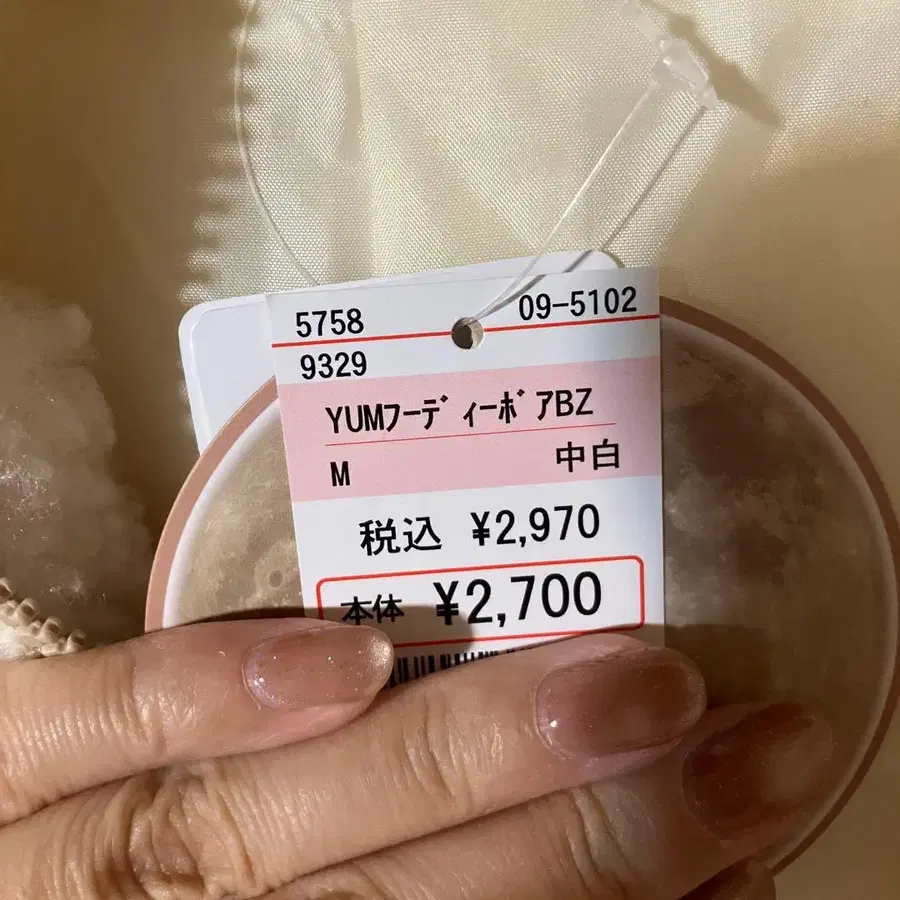 5758 09-5102
9329
YUMﾌｰﾃﾞｨｰﾎﾞｱBZ
M 中白
税込 ¥2,970
本体 ¥2,700